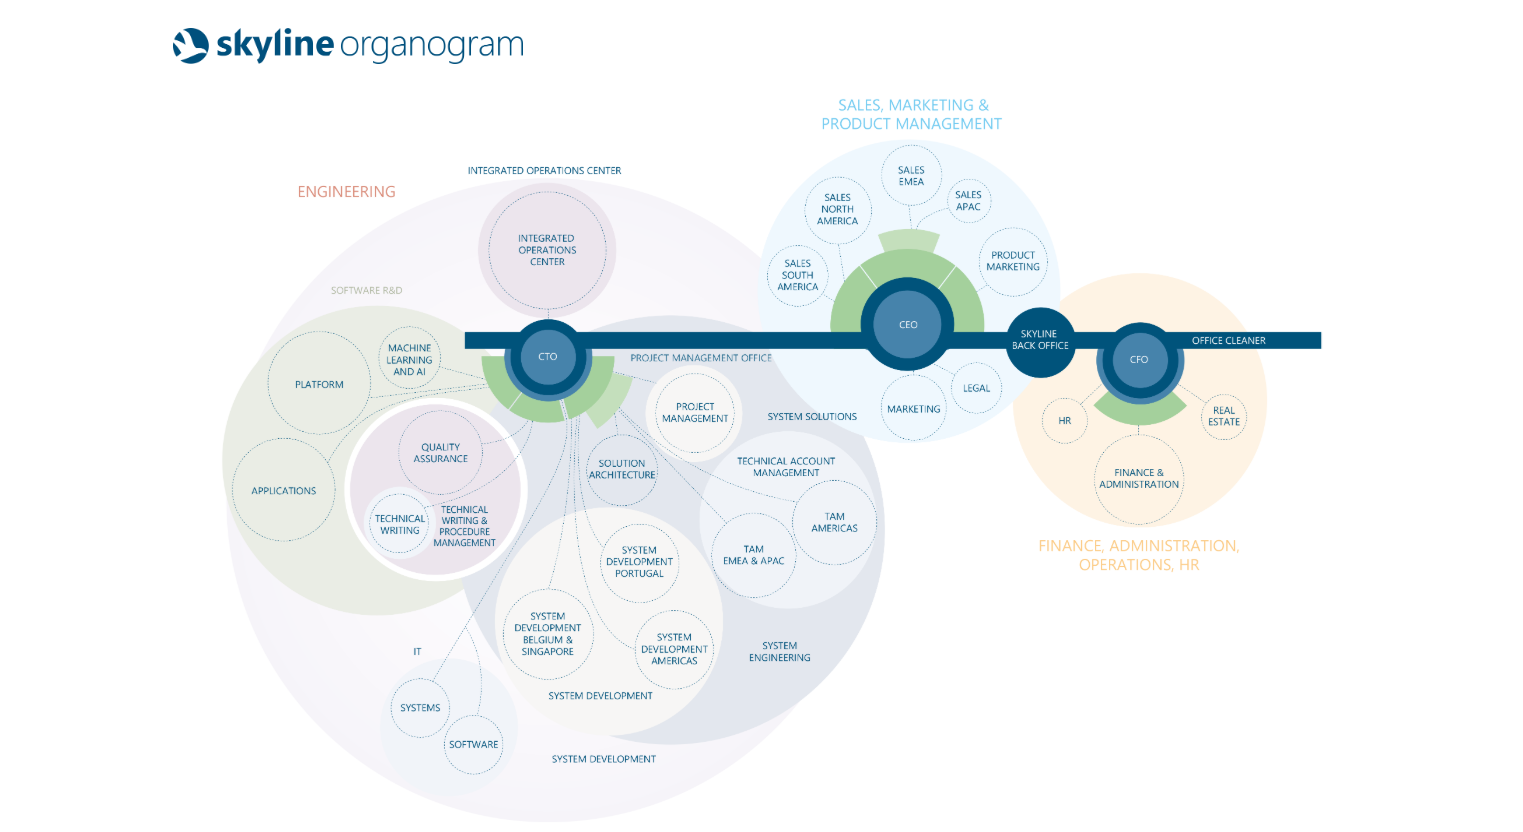 skyline organogram
SALES, MARKETING &
PRODUCT MANAGEMENT
INTEGRATED OPERATIONS CENTER
ENGINEERING
SALES
EMEA
SALES
NORTH
AMERICA
SALES
APAC
INTEGRATED
OPERATIONS
CENTER
SALES
SOUTH
AMERICA
PRODUCT
MARKETING
SOFTWARE R&D
CEO
SKYLINE
BACK OFFICE
OFFICE CLEANER
CTO
CFO
PROJECT MANAGEMENT OFFICE
MACHINE
LEARNING
AND AI
PLATFORM
LEGAL
MARKETING
PROJECT
MANAGEMENT
SYSTEM SOLUTIONS
HR
REAL
ESTATE
QUALITY
ASSURANCE
SOLUTION
ARCHITECTURE
TECHNICAL ACCOUNT
MANAGEMENT
FINANCE &
ADMINISTRATION
APPLICATIONS
TECHNICAL
WRITING
TECHNICAL
WRITING &
PROCEDURE
MANAGEMENT
TAM
AMERICAS
TAM
EMEA & APAC
FINANCE, ADMINISTRATION,
OPERATIONS, HR
SYSTEM
DEVELOPMENT
PORTUGAL
SYSTEM
DEVELOPMENT
BELGIUM &
SINGAPORE
SYSTEM
DEVELOPMENT
AMERICAS
SYSTEM
ENGINEERING
IT
SYSTEM DEVELOPMENT
SYSTEMS
SOFTWARE
SYSTEM DEVELOPMENT